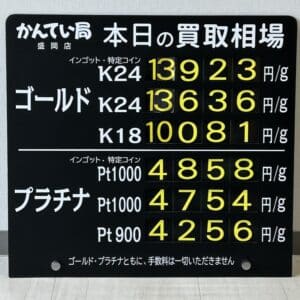 かんてい局 盛岡店 本日の買取相場
インゴット・特定コイン
K24 13923 円/g
ゴールド K24 13636 円/g
K18 10081 円/g
インゴット・特定コイン
Pt1000 4858 円/g
プラチナ Pt1000 4754 円/g
Pt900 4256 円/g
ゴールド・プラチナともに、手数料は一切いただきません